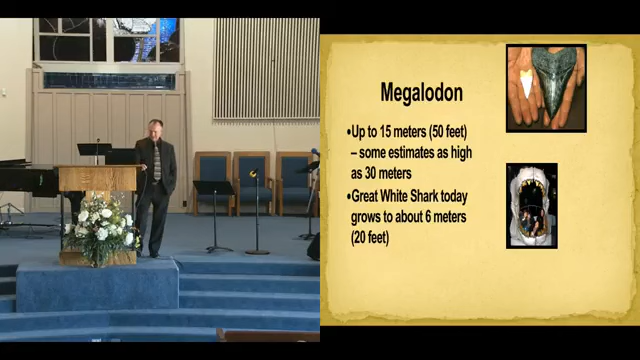 Megalodon
•Up to 15 meters (50 feet)
– some estimates as high
as 30 meters
•Great White Shark today
grows to about 6 meters
(20 feet)